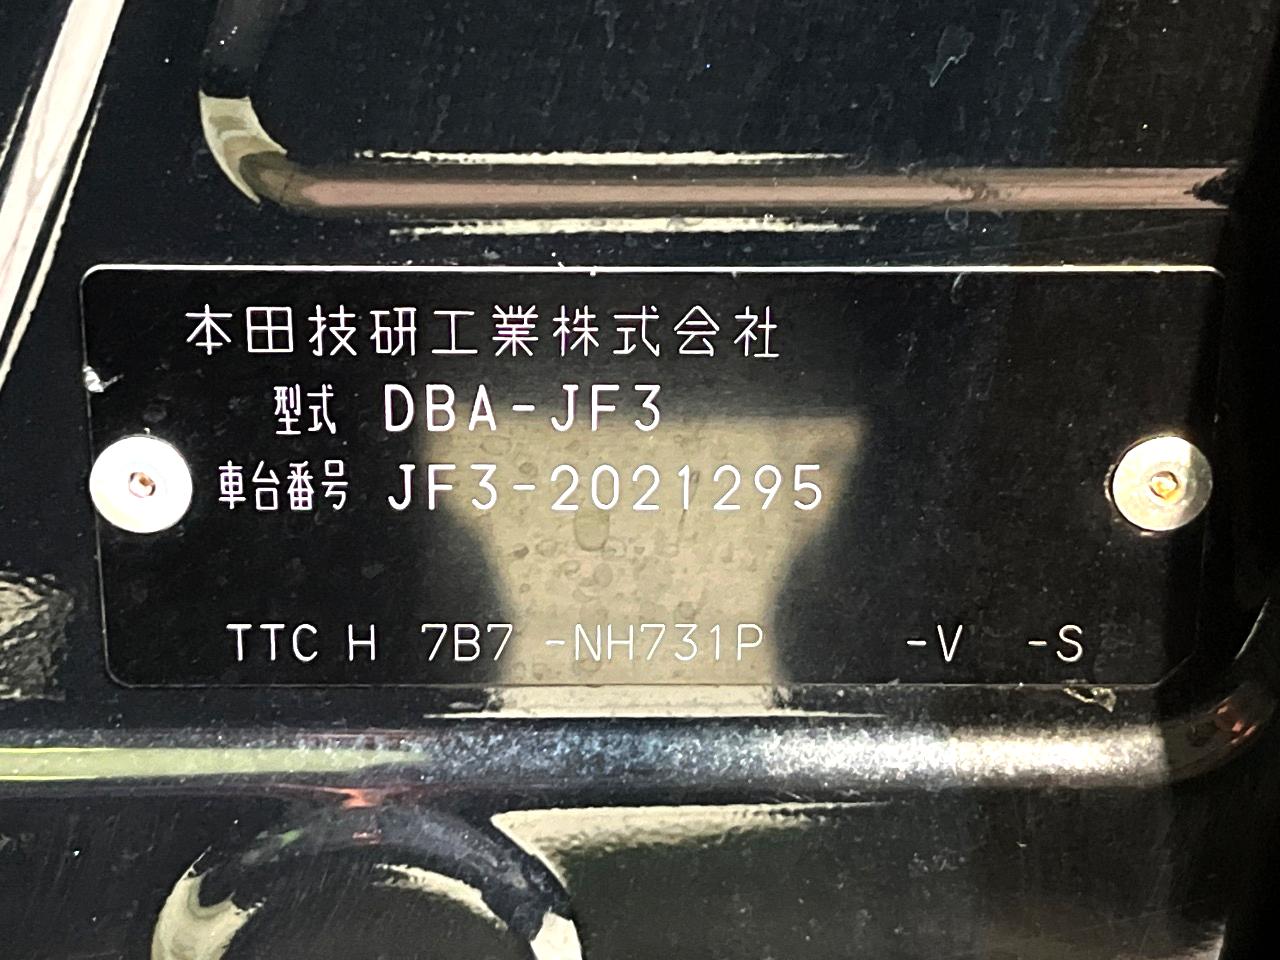 本田技研工業株式会社
型式 DBA-JF3
車台番号 JF3-2021295
TTC H 7B7 -NH731P -V -S